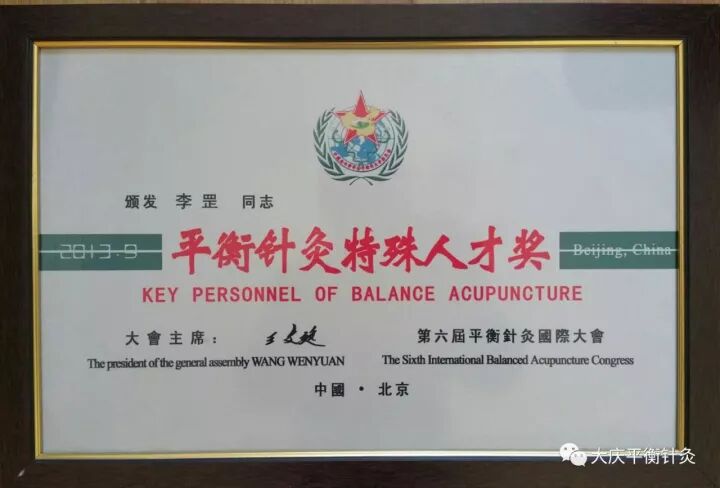 颁发 李罡 同志
2013.9 平衡针灸特殊人才奖 Beijing, China
KEY PERSONNEL OF BALANCE ACUPUNCTURE
大會主席： 王文遠 第六屆平衡針灸國際大會
The president of the general assembly WANG WENYUAN The Sixth International Balanced Acupuncture Congress
中國·北京
大庆平衡针灸